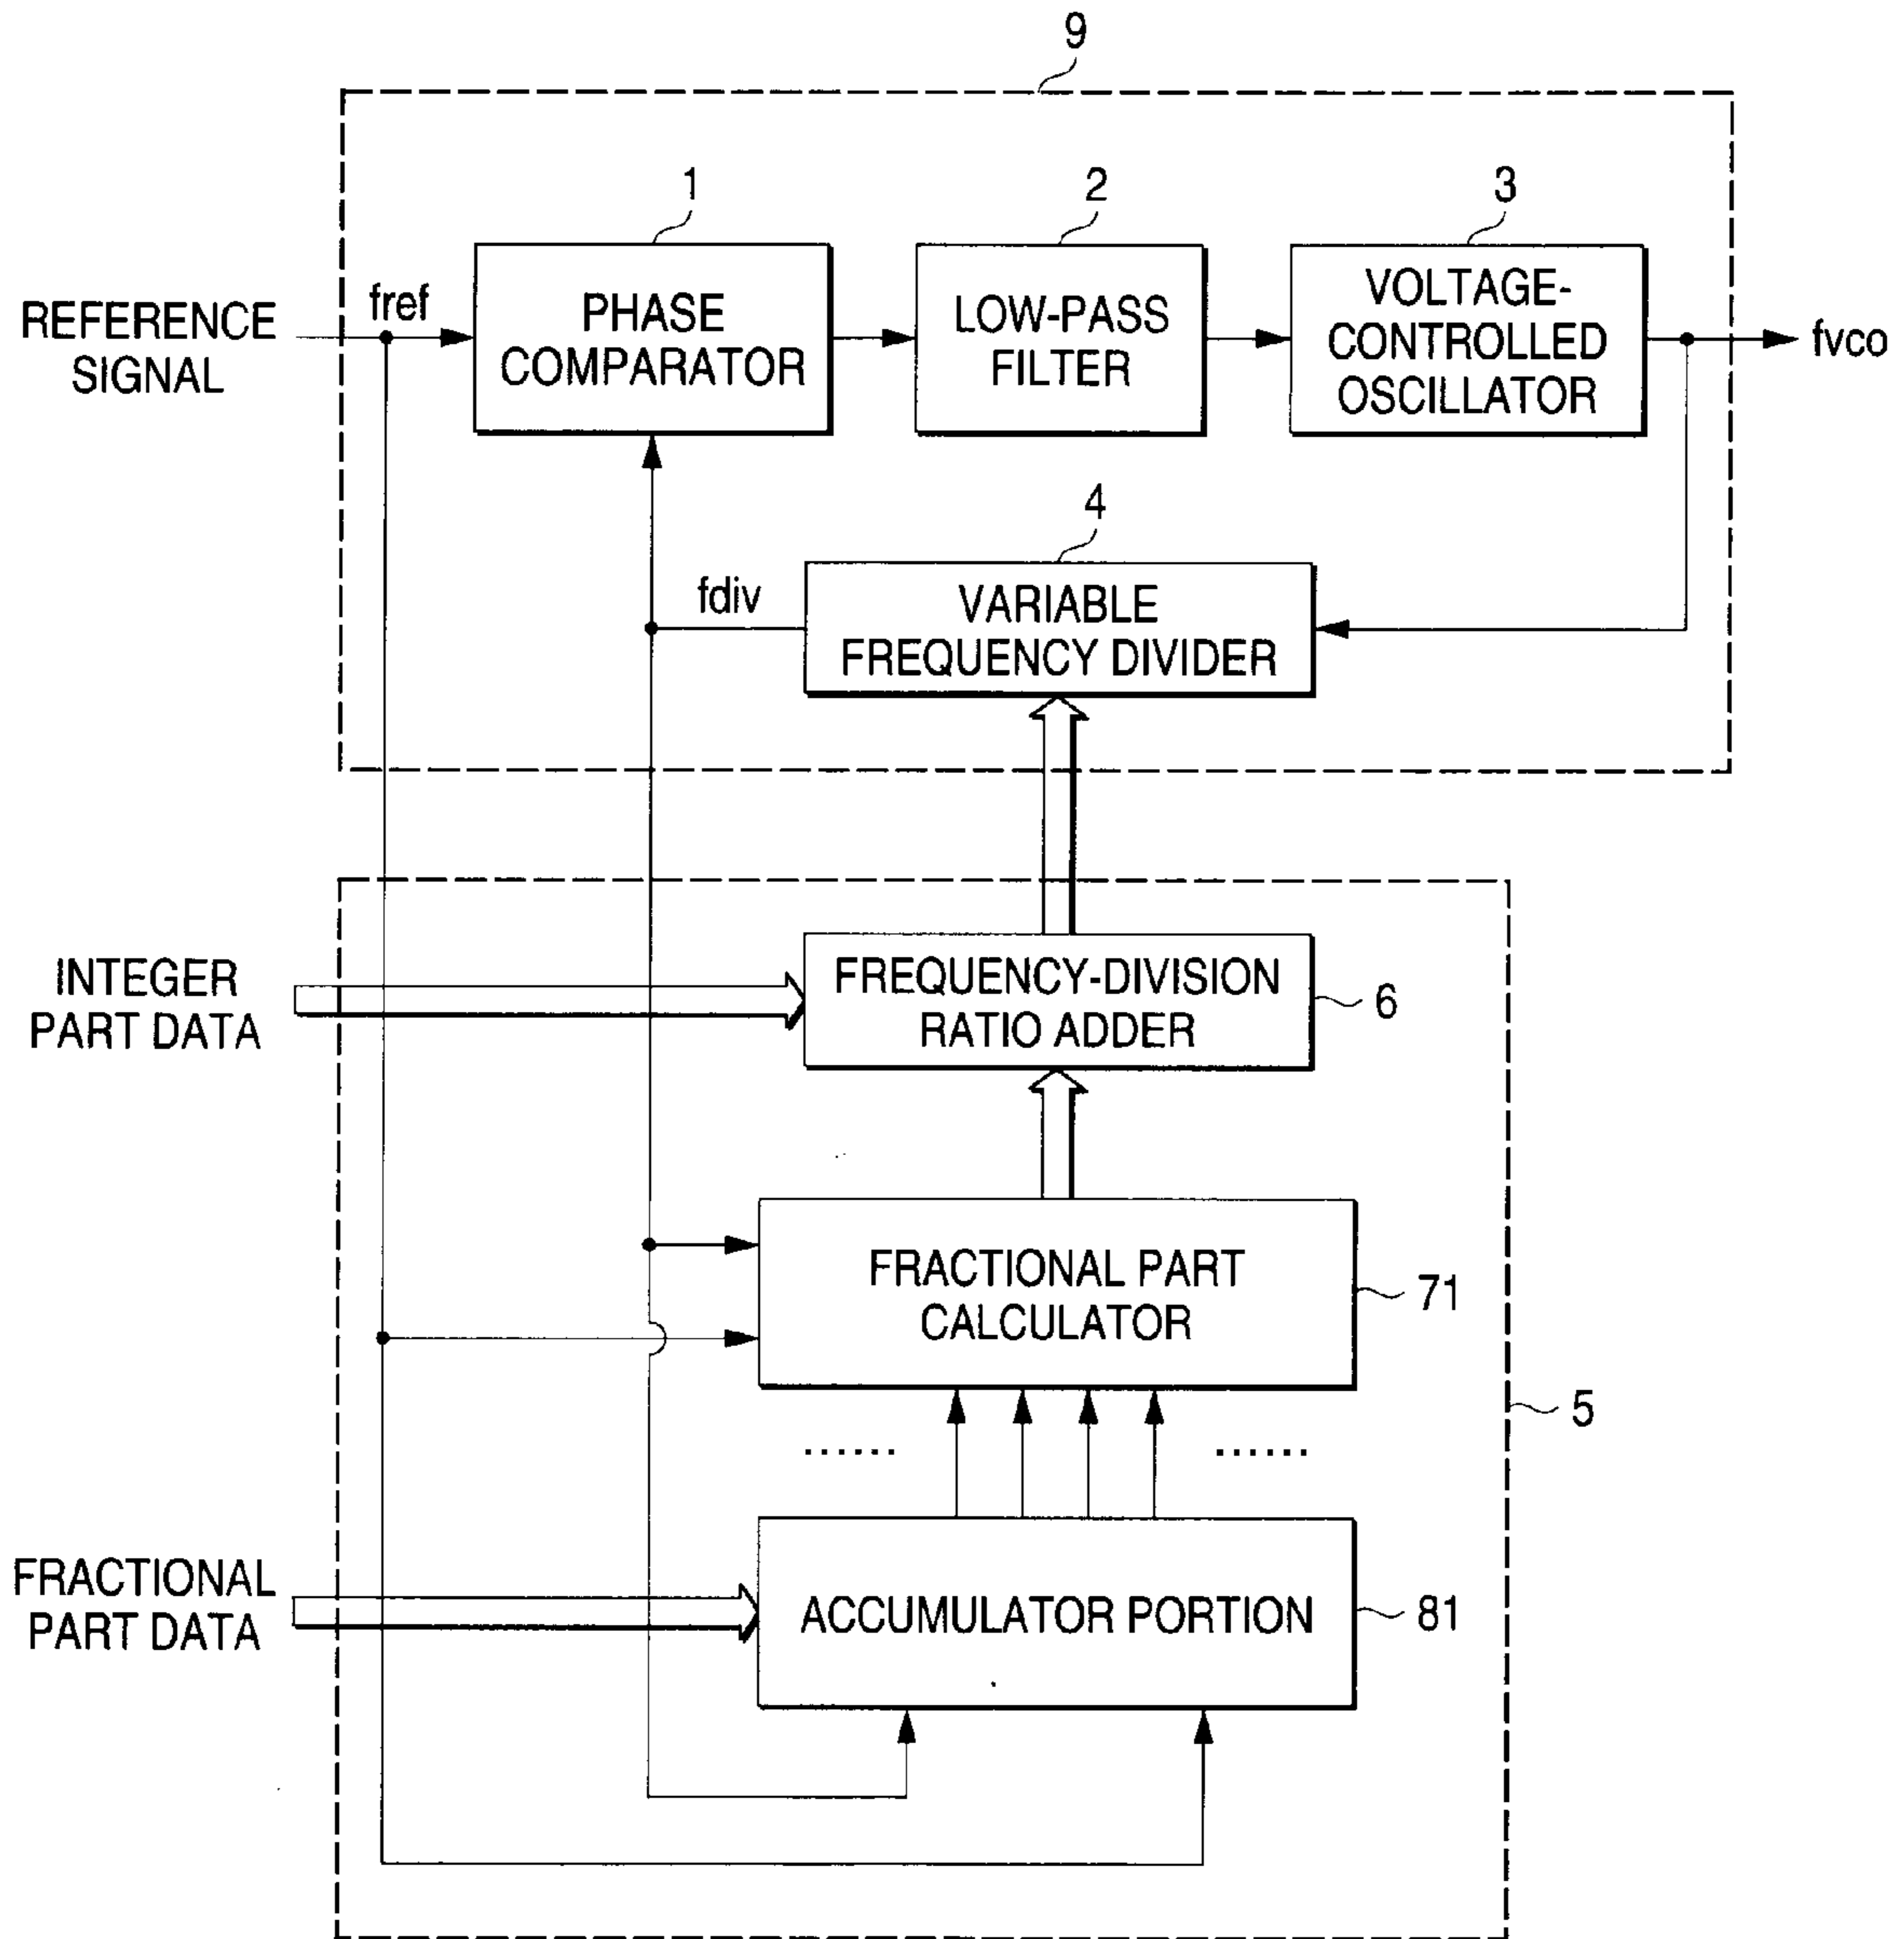 9
1
2
3
REFERENCE
SIGNAL
fref
PHASE
COMPARATOR
LOW-PASS
FILTER
VOLTAGE-
CONTROLLED
OSCILLATOR
fvco
4
fdiv
VARIABLE
FREQUENCY DIVIDER
INTEGER
PART DATA
FREQUENCY-DIVISION
RATIO ADDER
6
FRACTIONAL PART
CALCULATOR
71
5
......
......
FRACTIONAL
PART DATA
ACCUMULATOR PORTION
81